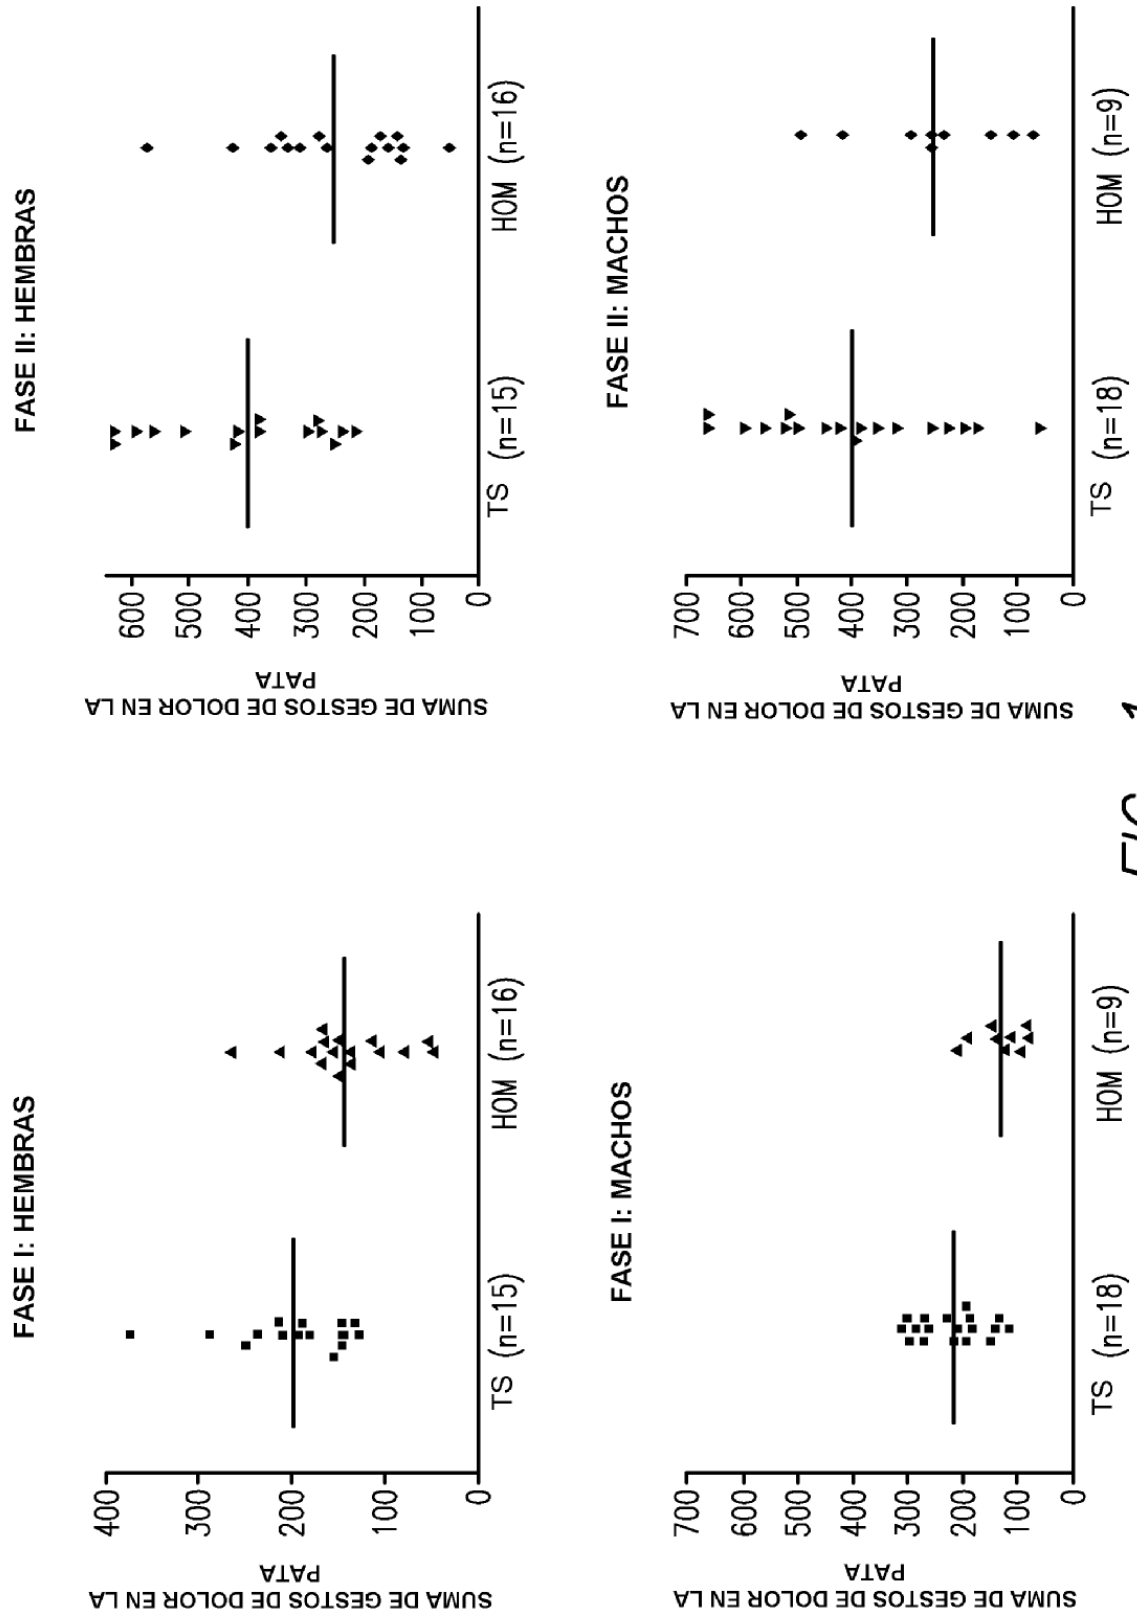 FASE I: HEMBRAS
SUMA DE GESTOS DE DOLOR EN LA
PATA
400
300
200
100
0
TS (n=15)
HOM (n=16)
FASE II: HEMBRAS
SUMA DE GESTOS DE DOLOR EN LA
PATA
600
500
400
300
200
100
0
TS (n=15)
HOM (n=16)
FASE I: MACHOS
SUMA DE GESTOS DE DOLOR EN LA
PATA
700
600
500
400
300
200
100
0
TS (n=18)
HOM (n=9)
FASE II: MACHOS
SUMA DE GESTOS DE DOLOR EN LA
PATA
700
600
500
400
300
200
100
0
TS (n=18)
HOM (n=9)
FIG 1